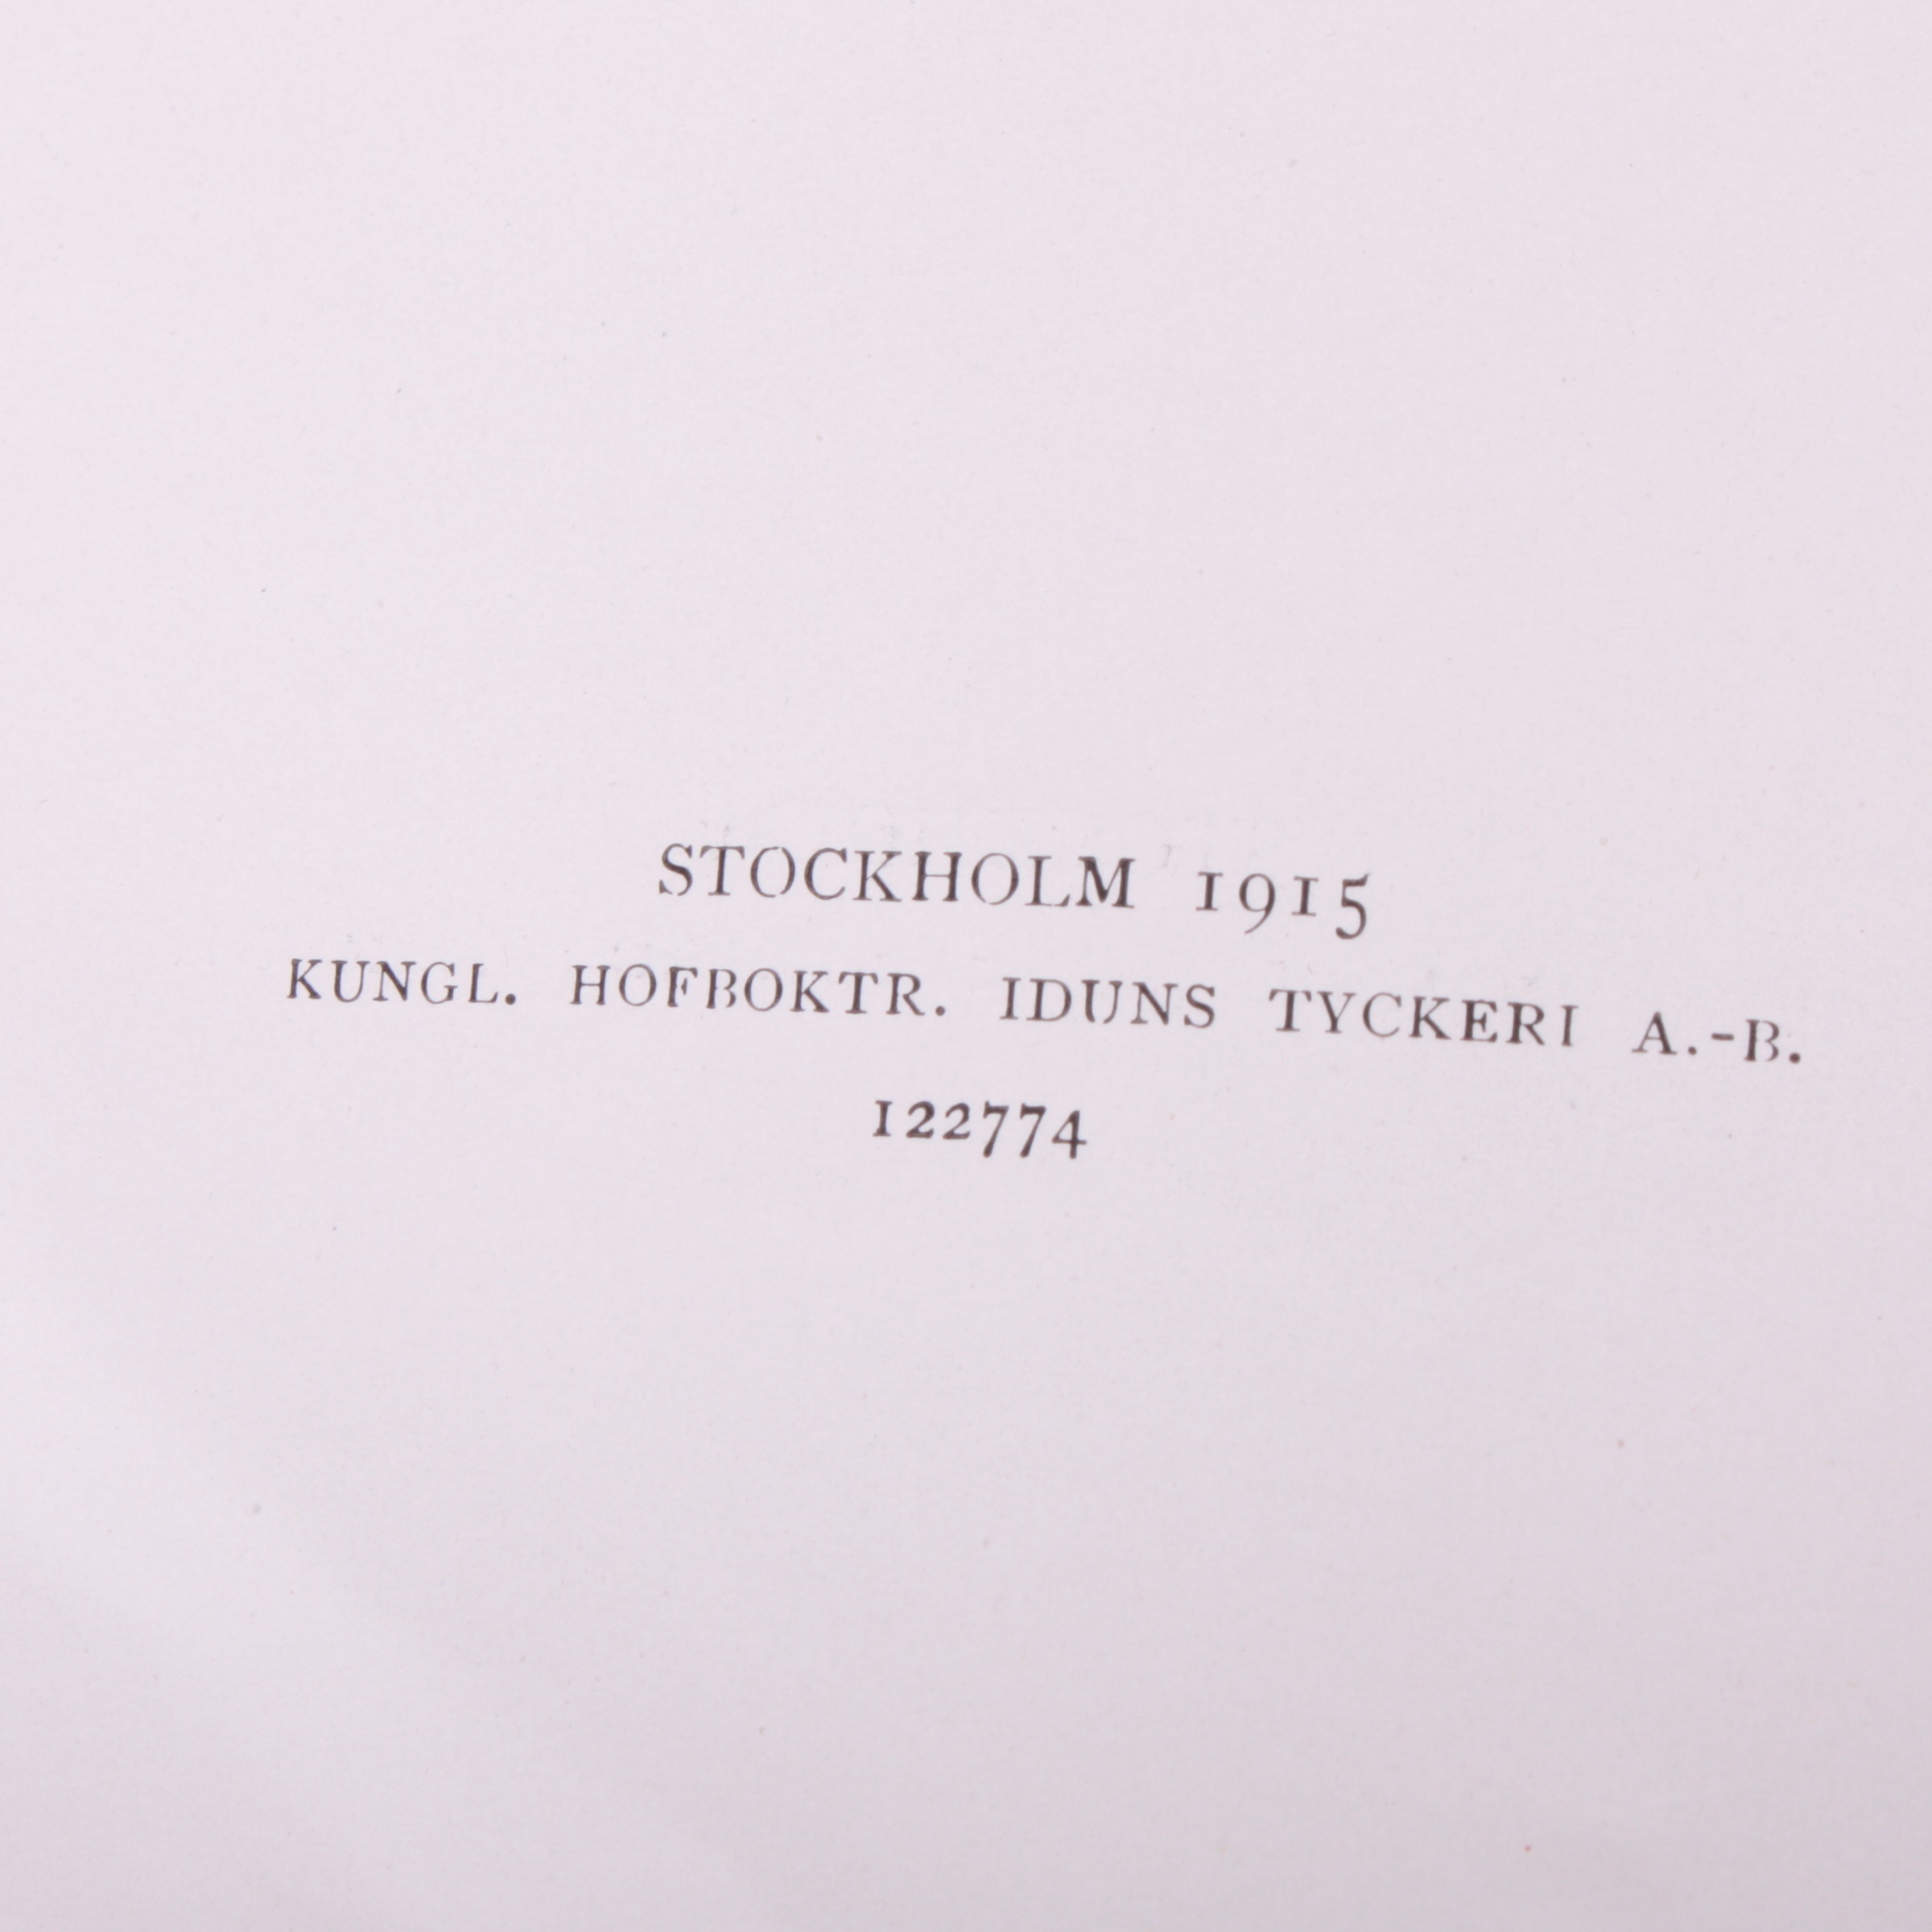 STOCKHOLM 1915
KUNGL. HOFBOKTR. IDUNS TYCKERI A.-B.
122774